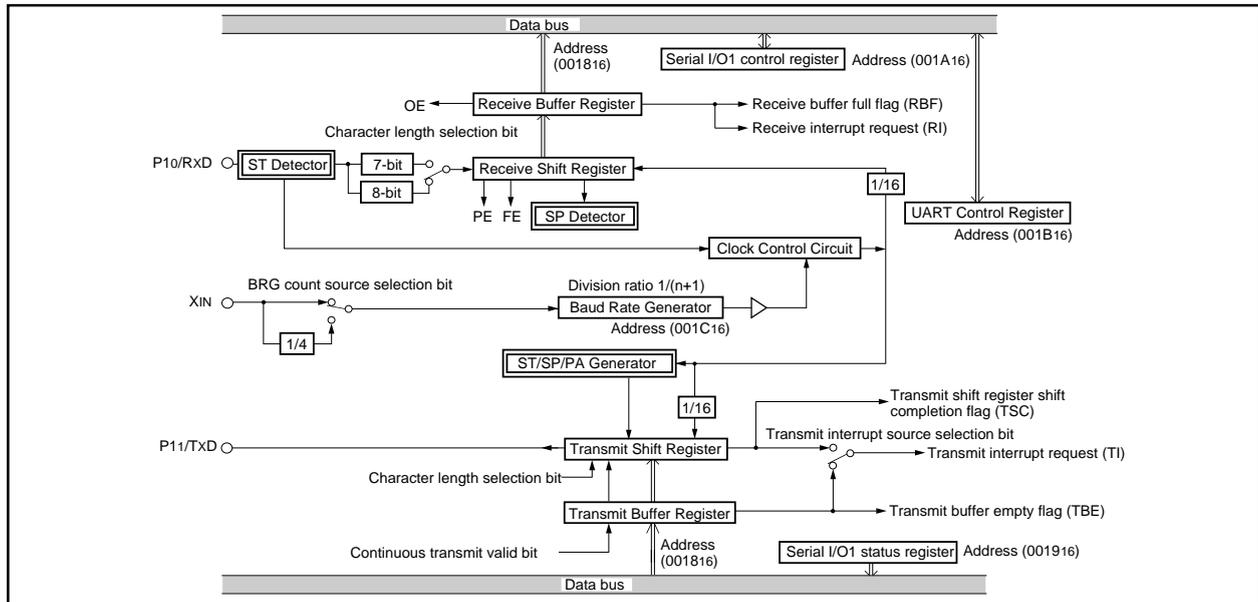 Data bus
Address
(001816)
Serial I/O1 control register
Address (001A16)
OE
Receive Buffer Register
Receive buffer full flag (RBF)
Receive interrupt request (RI)
Character length selection bit
P10/RXD
ST Detector
7-bit
8-bit
Receive Shift Register
1/16
PE
FE
SP Detector
UART Control Register
Address (001B16)
Clock Control Circuit
BRG count source selection bit
XIN
1/4
Division ratio 1/(n+1)
Baud Rate Generator
Address (001C16)
ST/SP/PA Generator
1/16
Transmit shift register shift
completion flag (TSC)
Transmit interrupt source selection bit
P11/TXD
Transmit Shift Register
Transmit interrupt request (TI)
Character length selection bit
Transmit Buffer Register
Transmit buffer empty flag (TBE)
Continuous transmit valid bit
Address
(001816)
Serial I/O1 status register
Address (001916)
Data bus